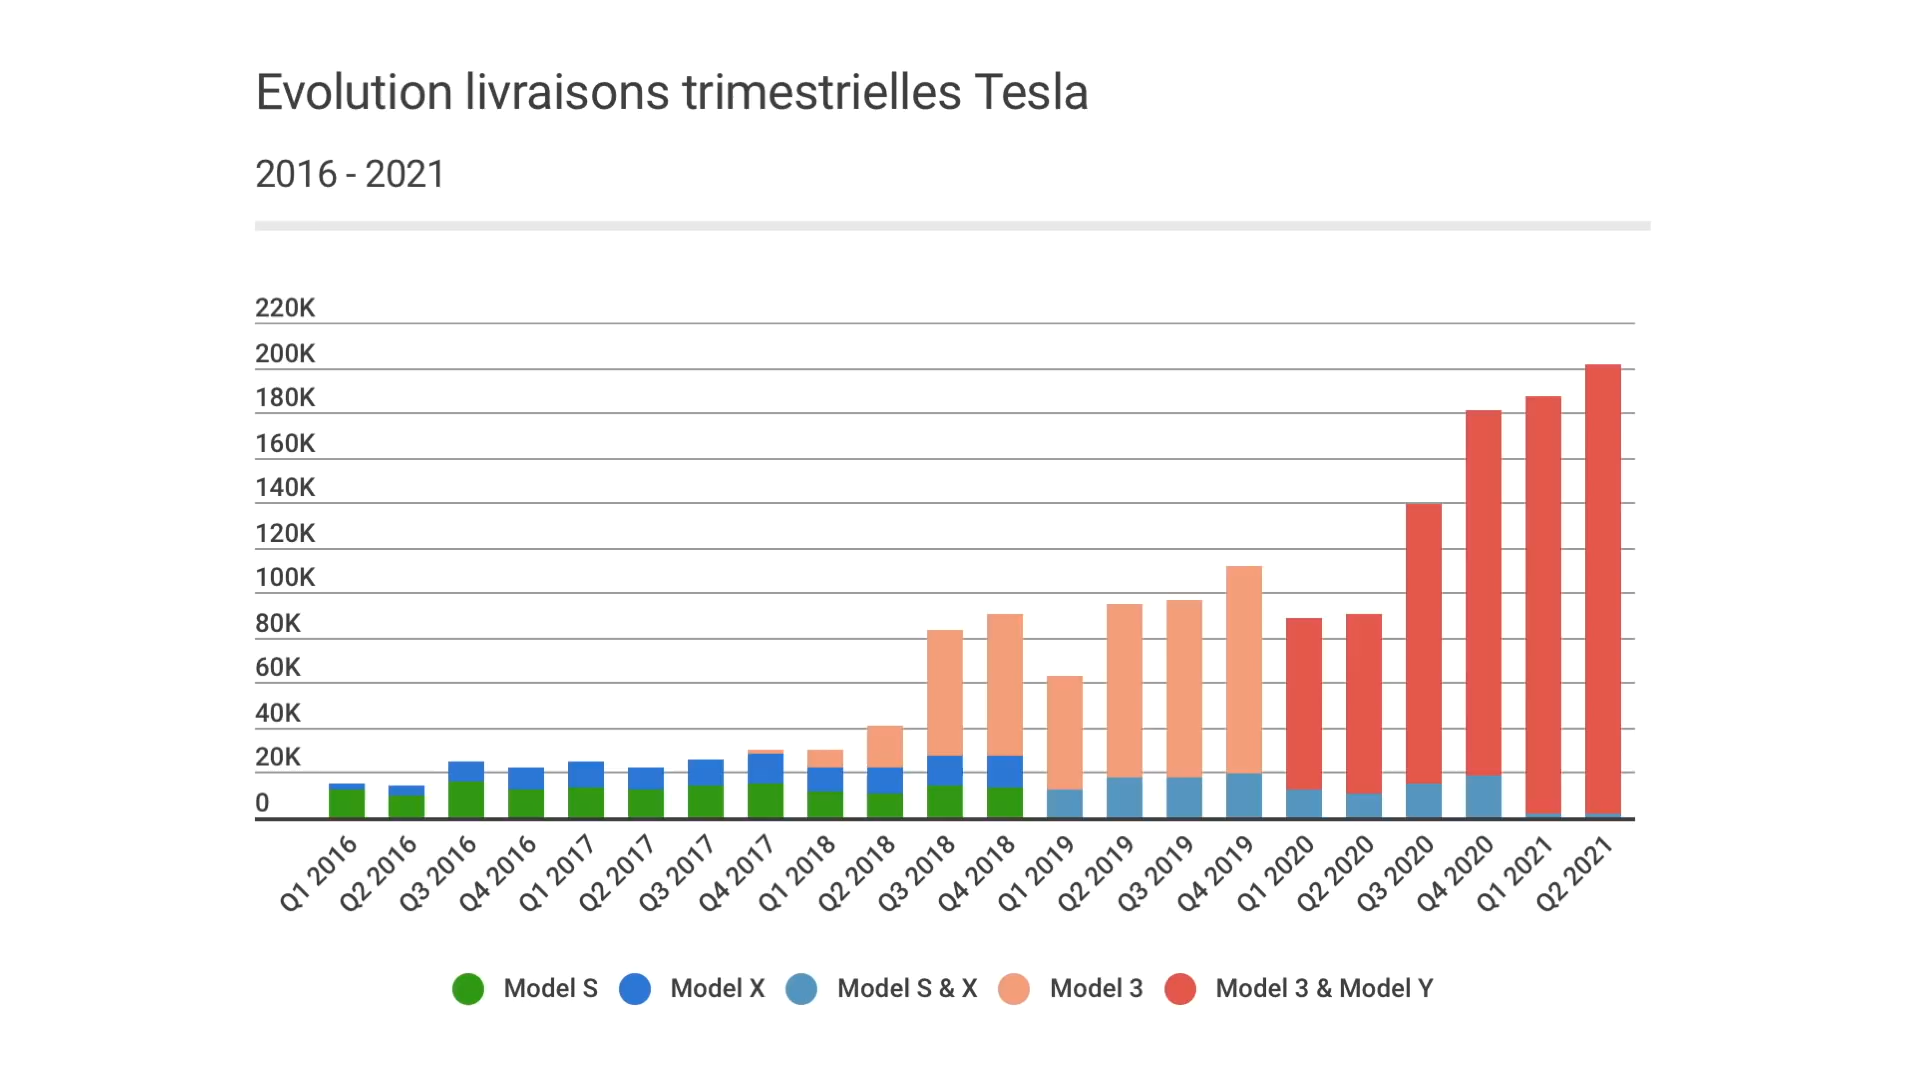 Evolution livraisons trimestrielles Tesla
2016 - 2021
220K
200K
180K
160K
140K
120K
100K
80K
60K
40K
20K
0
Q1 2016
Q2 2016
Q3 2016
Q4 2016
Q1 2017
Q2 2017
Q3 2017
Q4 2017
Q1 2018
Q2 2018
Q3 2018
Q4 2018
Q1 2019
Q2 2019
Q3 2019
Q4 2019
Q1 2020
Q2 2020
Q3 2020
Q4 2020
Q1 2021
Q2 2021
Model S
Model X
Model S & X
Model 3
Model 3 & Model Y